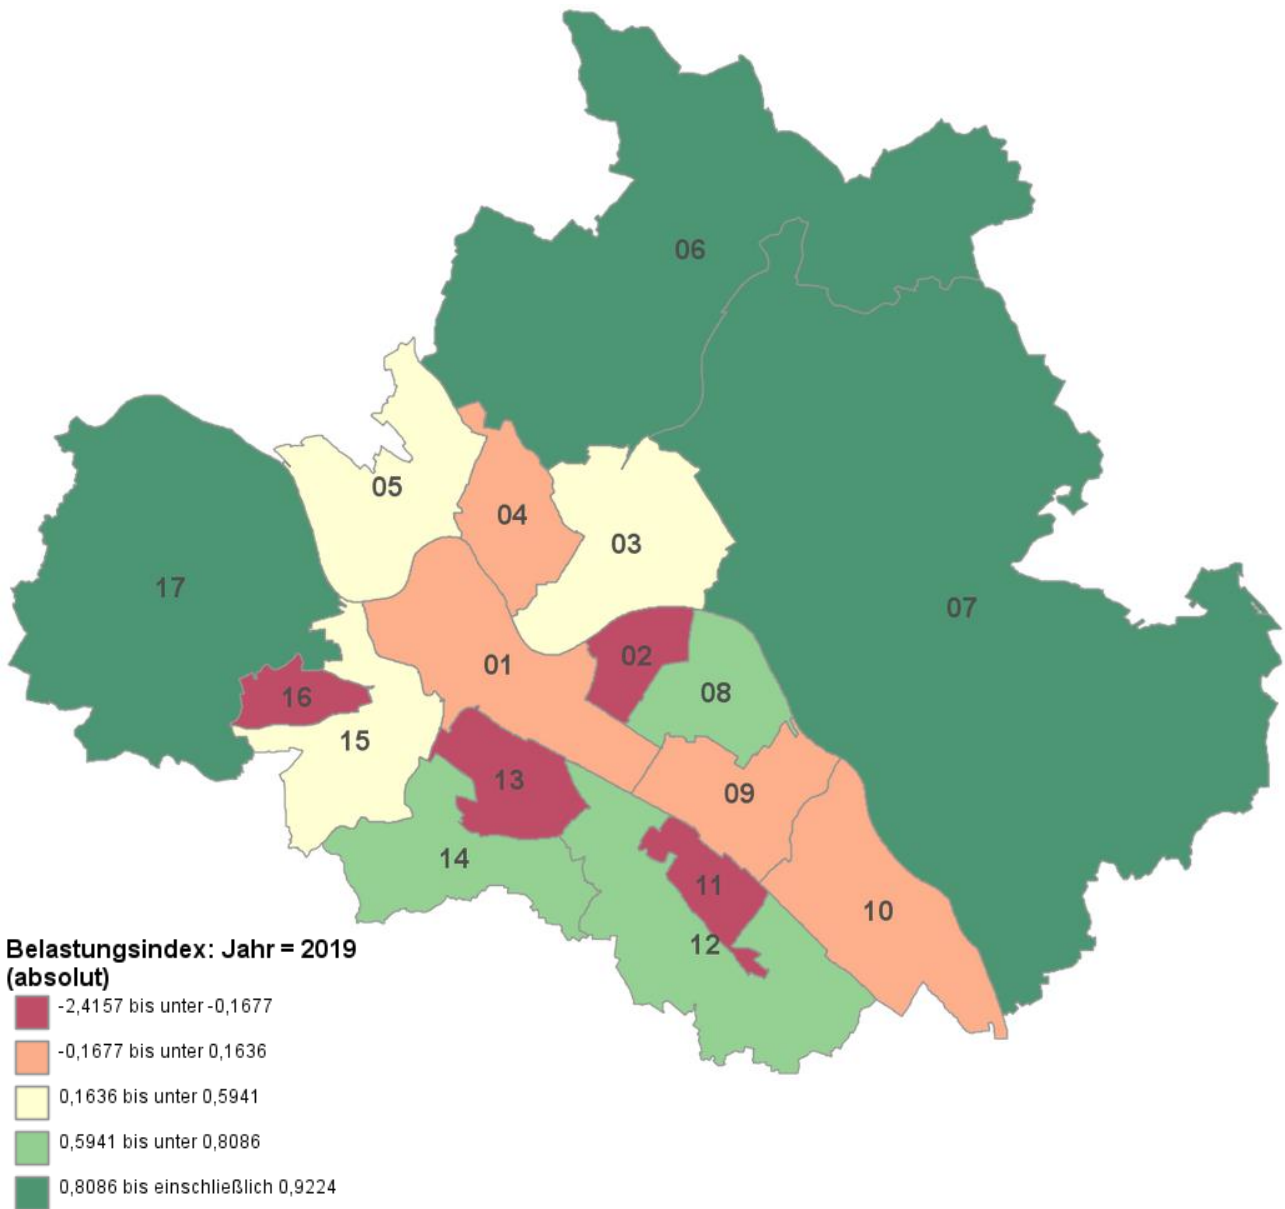 06
05
04
03
17
07
02
01
08
16
15
13
09
14
11
10
12
Belastungsindex: Jahr = 2019
(absolut)
-2,4157 bis unter -0,1677
-0,1677 bis unter 0,1636
0,1636 bis unter 0,5941
0,5941 bis unter 0,8086
0,8086 bis einschließlich 0,9224